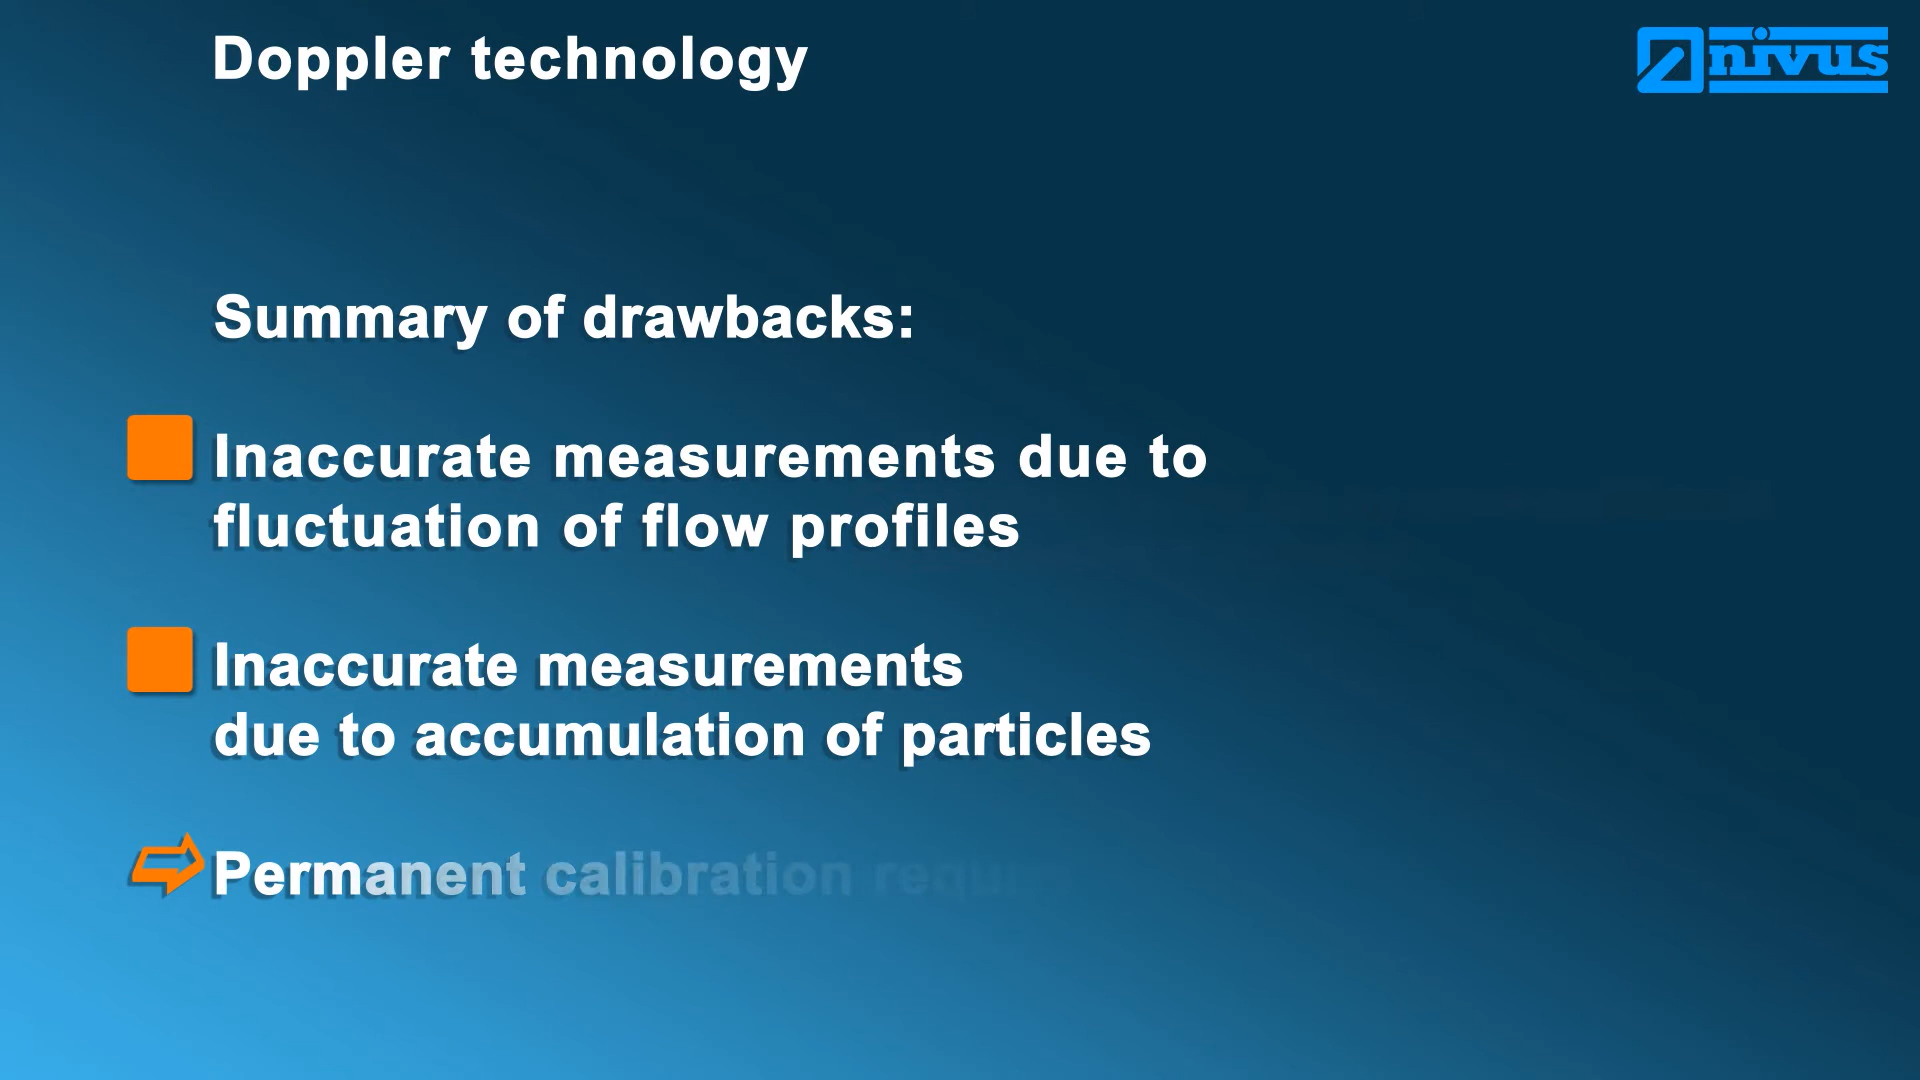 Doppler technology
nivus
Summary of drawbacks:
Inaccurate measurements due to
fluctuation of flow profiles
Inaccurate measurements
due to accumulation of particles
Permanent calibration